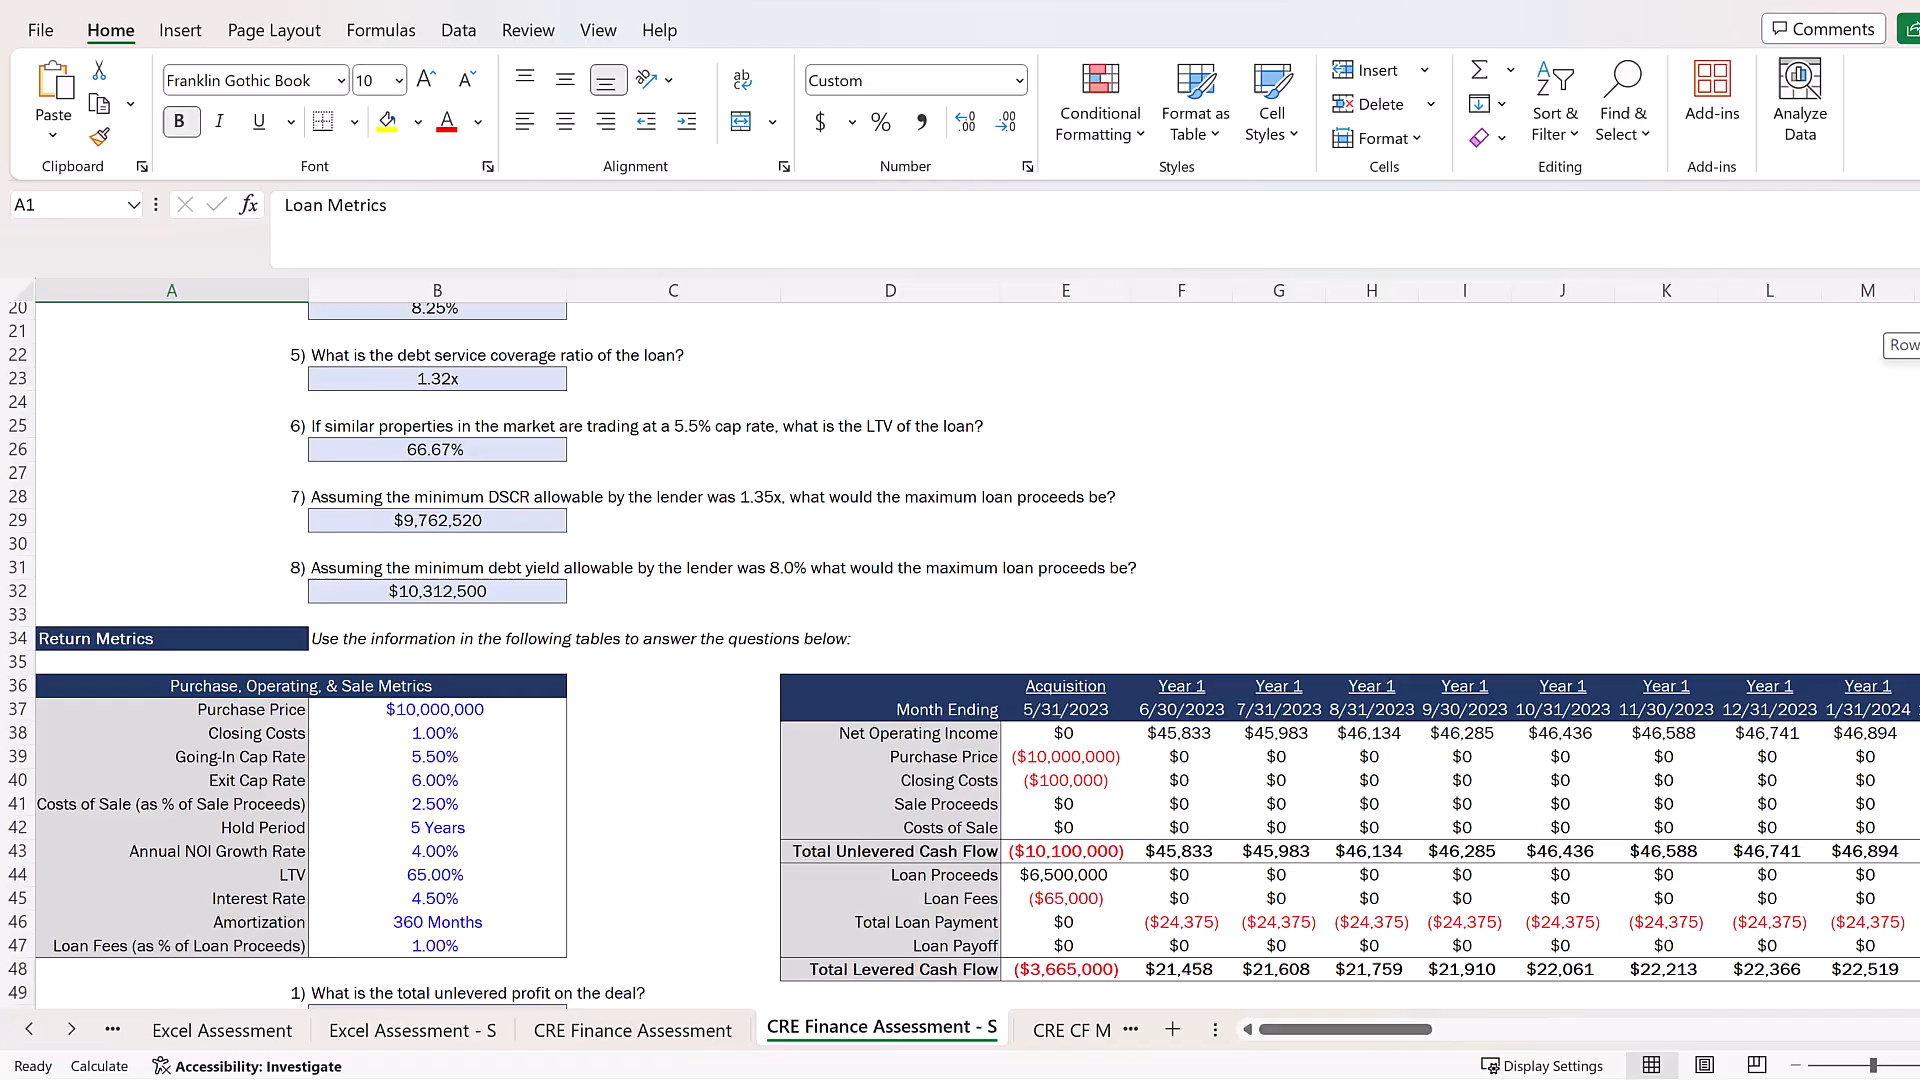 File Home Insert Page Layout Formulas Data Review View Help Comments
Franklin Gothic Book 10 Custom Insert
Paste Delete
B I U $ % Conditional Formatting Format as Table Cell Styles Format Sort & Filter Find & Select Add-ins Analyze Data
Clipboard Font Alignment Number Styles Cells Editing Add-ins
A1 fx Loan Metrics
A B C D E F G H I J K L M
20 8.25%
21 Row
22 5) What is the debt service coverage ratio of the loan?
23 1.32x
24
25 6) If similar properties in the market are trading at a 5.5% cap rate, what is the LTV of the loan?
26 66.67%
27
28 7) Assuming the minimum DSCR allowable by the lender was 1.35x, what would the maximum loan proceeds be?
29 $9,762,520
30
31 8) Assuming the minimum debt yield allowable by the lender was 8.0% what would the maximum loan proceeds be?
32 $10,312,500
33
34 Return Metrics Use the information in the following tables to answer the questions below:
35
36 Purchase, Operating, & Sale Metrics Acquisition Year 1 Year 1 Year 1 Year 1 Year 1 Year 1 Year 1 Year 1
37 Purchase Price $10,000,000 Month Ending 5/31/2023 6/30/2023 7/31/2023 8/31/2023 9/30/2023 10/31/2023 11/30/2023 12/31/2023 1/31/2024
38 Closing Costs 1.00% Net Operating Income $0 $45,833 $45,983 $46,134 $46,285 $46,436 $46,588 $46,741 $46,894
39 Going-In Cap Rate 5.50% Purchase Price ($10,000,000) $0 $0 $0 $0 $0 $0 $0 $0
40 Exit Cap Rate 6.00% Closing Costs ($100,000) $0 $0 $0 $0 $0 $0 $0 $0
41 Costs of Sale (as % of Sale Proceeds) 2.50% Sale Proceeds $0 $0 $0 $0 $0 $0 $0 $0 $0
42 Hold Period 5 Years Costs of Sale $0 $0 $0 $0 $0 $0 $0 $0 $0
43 Annual NOI Growth Rate 4.00% Total Unlevered Cash Flow ($10,100,000) $45,833 $45,983 $46,134 $46,285 $46,436 $46,588 $46,741 $46,894
44 LTV 65.00% Loan Proceeds $6,500,000 $0 $0 $0 $0 $0 $0 $0 $0
45 Interest Rate 4.50% Loan Fees ($65,000) $0 $0 $0 $0 $0 $0 $0 $0
46 Amortization 360 Months Total Loan Payment $0 ($24,375) ($24,375) ($24,375) ($24,375) ($24,375) ($24,375) ($24,375) ($24,375)
47 Loan Fees (as % of Loan Proceeds) 1.00% Loan Payoff $0 $0 $0 $0 $0 $0 $0 $0 $0
48 Total Levered Cash Flow ($3,665,000) $21,458 $21,608 $21,759 $21,910 $22,061 $22,213 $22,366 $22,519
49 1) What is the total unlevered profit on the deal?
Excel Assessment Excel Assessment - S CRE Finance Assessment CRE Finance Assessment - S CRE CF M
Ready Calculate Accessibility: Investigate Display Settings